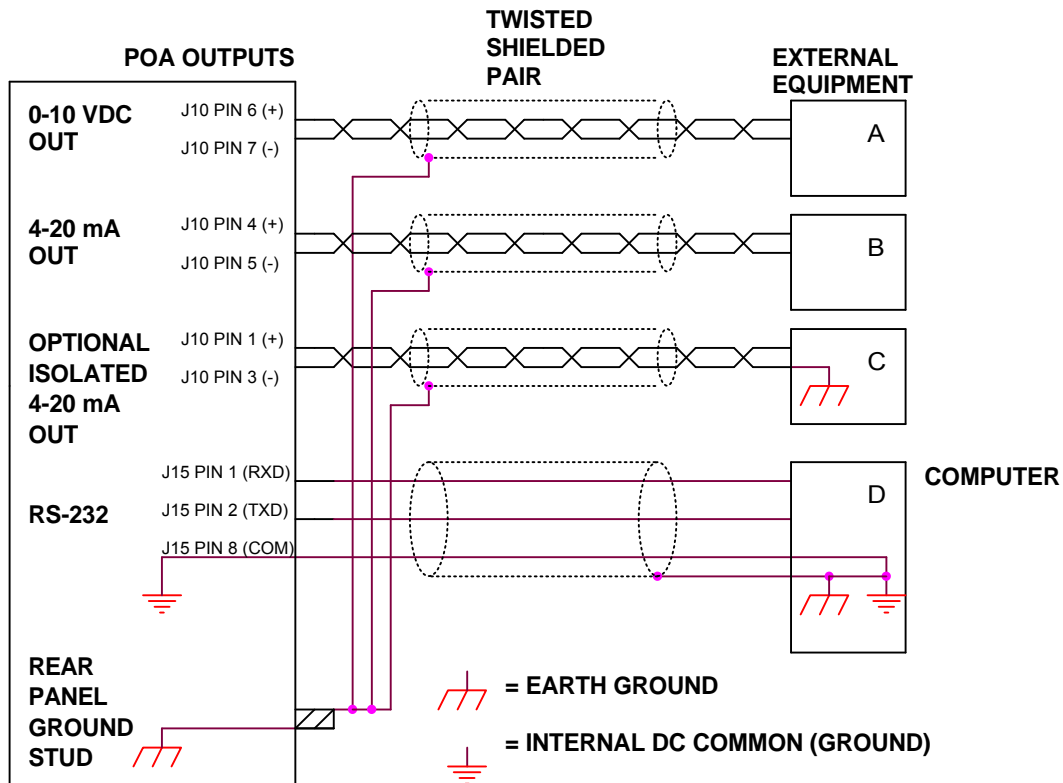 TWISTED
SHIELDED
PAIR
POA OUTPUTS
EXTERNAL
EQUIPMENT
0-10 VDC
OUT
J10 PIN 6 (+)
J10 PIN 7 (-)
A
4-20 mA
OUT
J10 PIN 4 (+)
J10 PIN 5 (-)
B
OPTIONAL
ISOLATED
4-20 mA
OUT
J10 PIN 1 (+)
J10 PIN 3 (-)
C
RS-232
J15 PIN 1 (RXD)
J15 PIN 2 (TXD)
J15 PIN 8 (COM)
D
COMPUTER
REAR
PANEL
GROUND
STUD
= EARTH GROUND
= INTERNAL DC COMMON (GROUND)